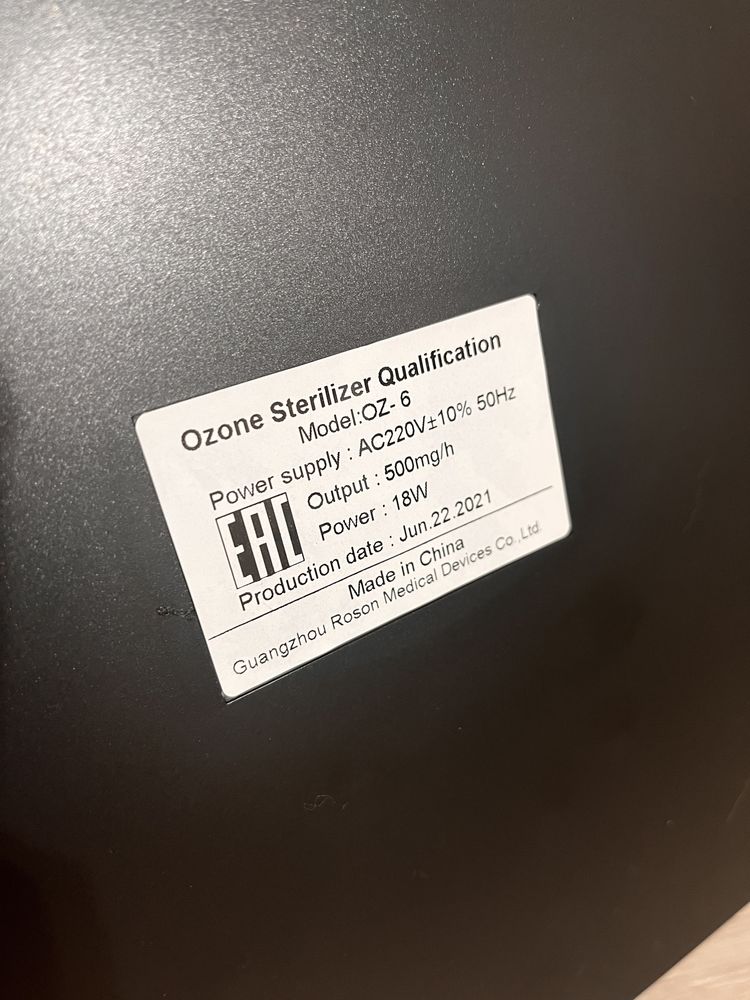 Ozone Sterilizer Qualification
Model:OZ- 6
Power supply : AC220V±10% 50Hz
Output : 500mg/h
EAC
Power : 18W
Production date : Jun.22.2021
Made in China
Guangzhou Roson Medical Devices Co.,Ltd.